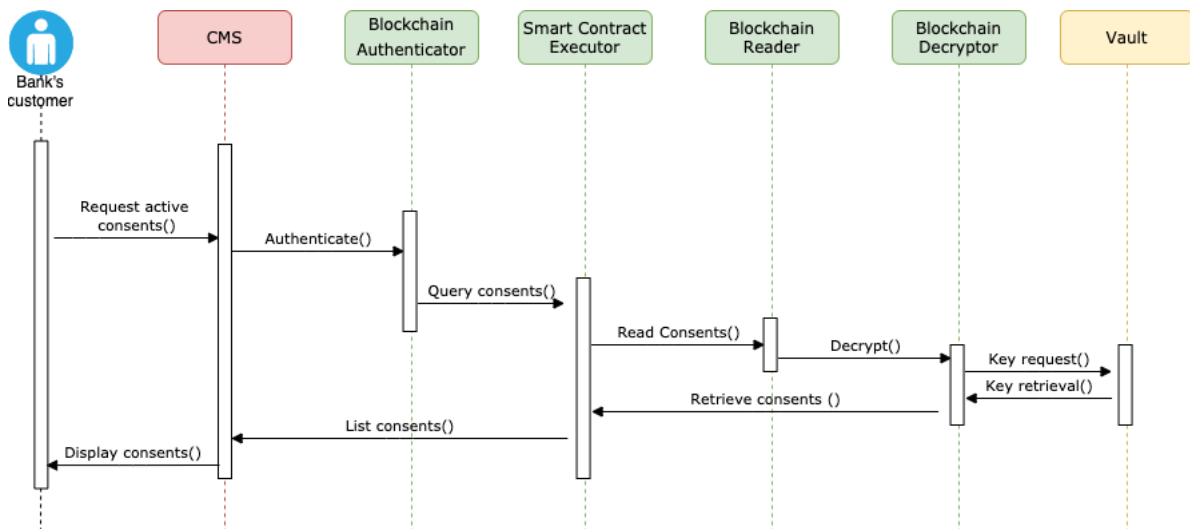 Bank's
customer
CMS
Blockchain
Authenticator
Smart Contract
Executor
Blockchain
Reader
Blockchain
Decryptor
Vault
Request active
consents()
Authenticate()
Query consents()
Read Consents()
Decrypt()
Key request()
Key retrieval()
Retrieve consents ()
List consents()
Display consents()